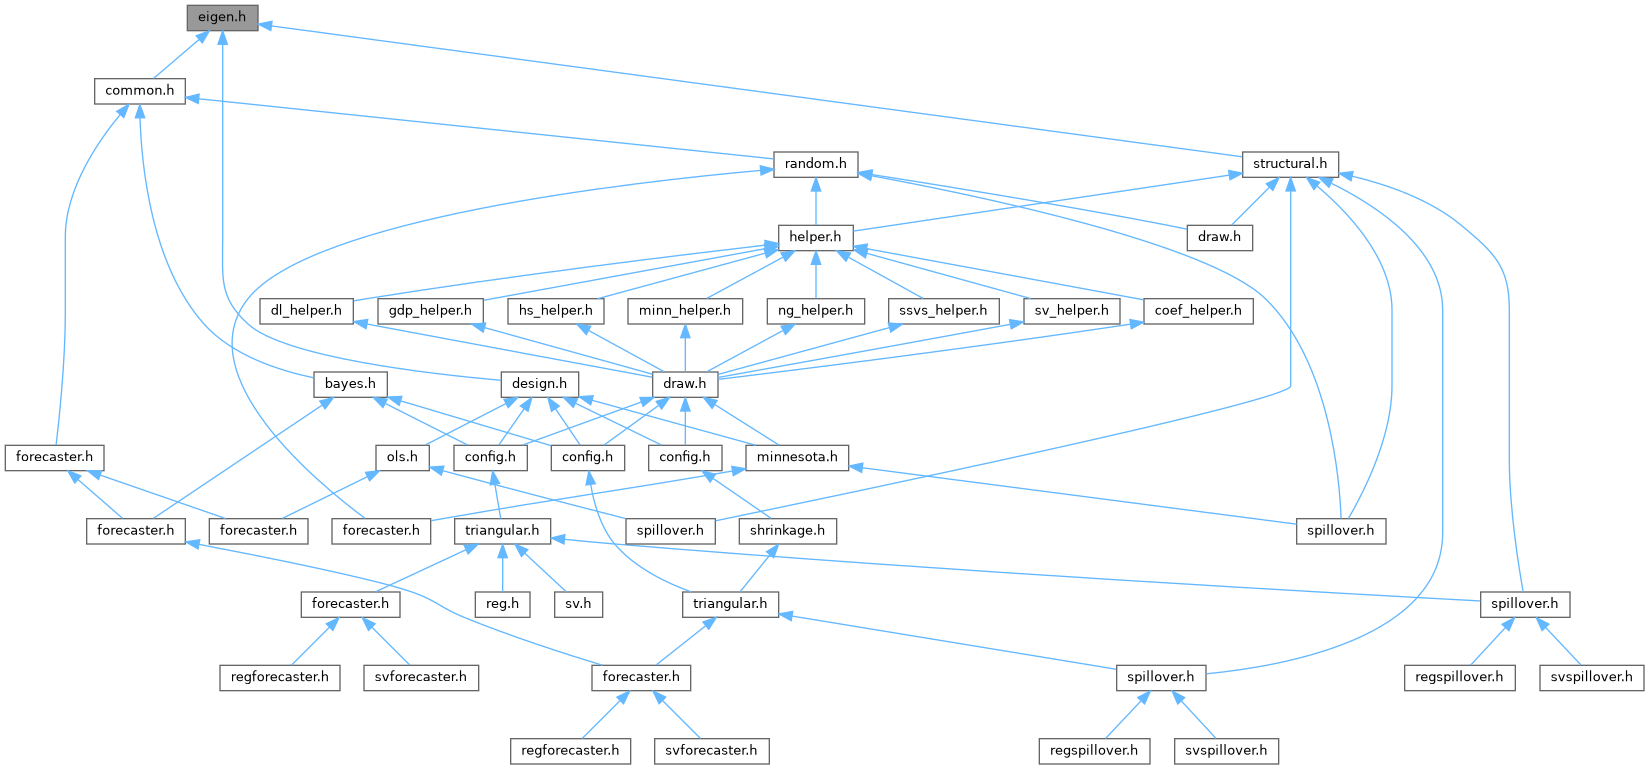 eigen.h
common.h
random.h
structural.h
helper.h
draw.h
dl_helper.h
gdp_helper.h
hs_helper.h
minn_helper.h
ng_helper.h
ssvs_helper.h
sv_helper.h
coef_helper.h
bayes.h
design.h
draw.h
forecaster.h
ols.h
config.h
config.h
config.h
minnesota.h
forecaster.h
forecaster.h
forecaster.h
triangular.h
spillover.h
shrinkage.h
spillover.h
forecaster.h
reg.h
sv.h
triangular.h
spillover.h
regforecaster.h
svforecaster.h
forecaster.h
spillover.h
regspillover.h
svspillover.h
regforecaster.h
svforecaster.h
regspillover.h
svspillover.h